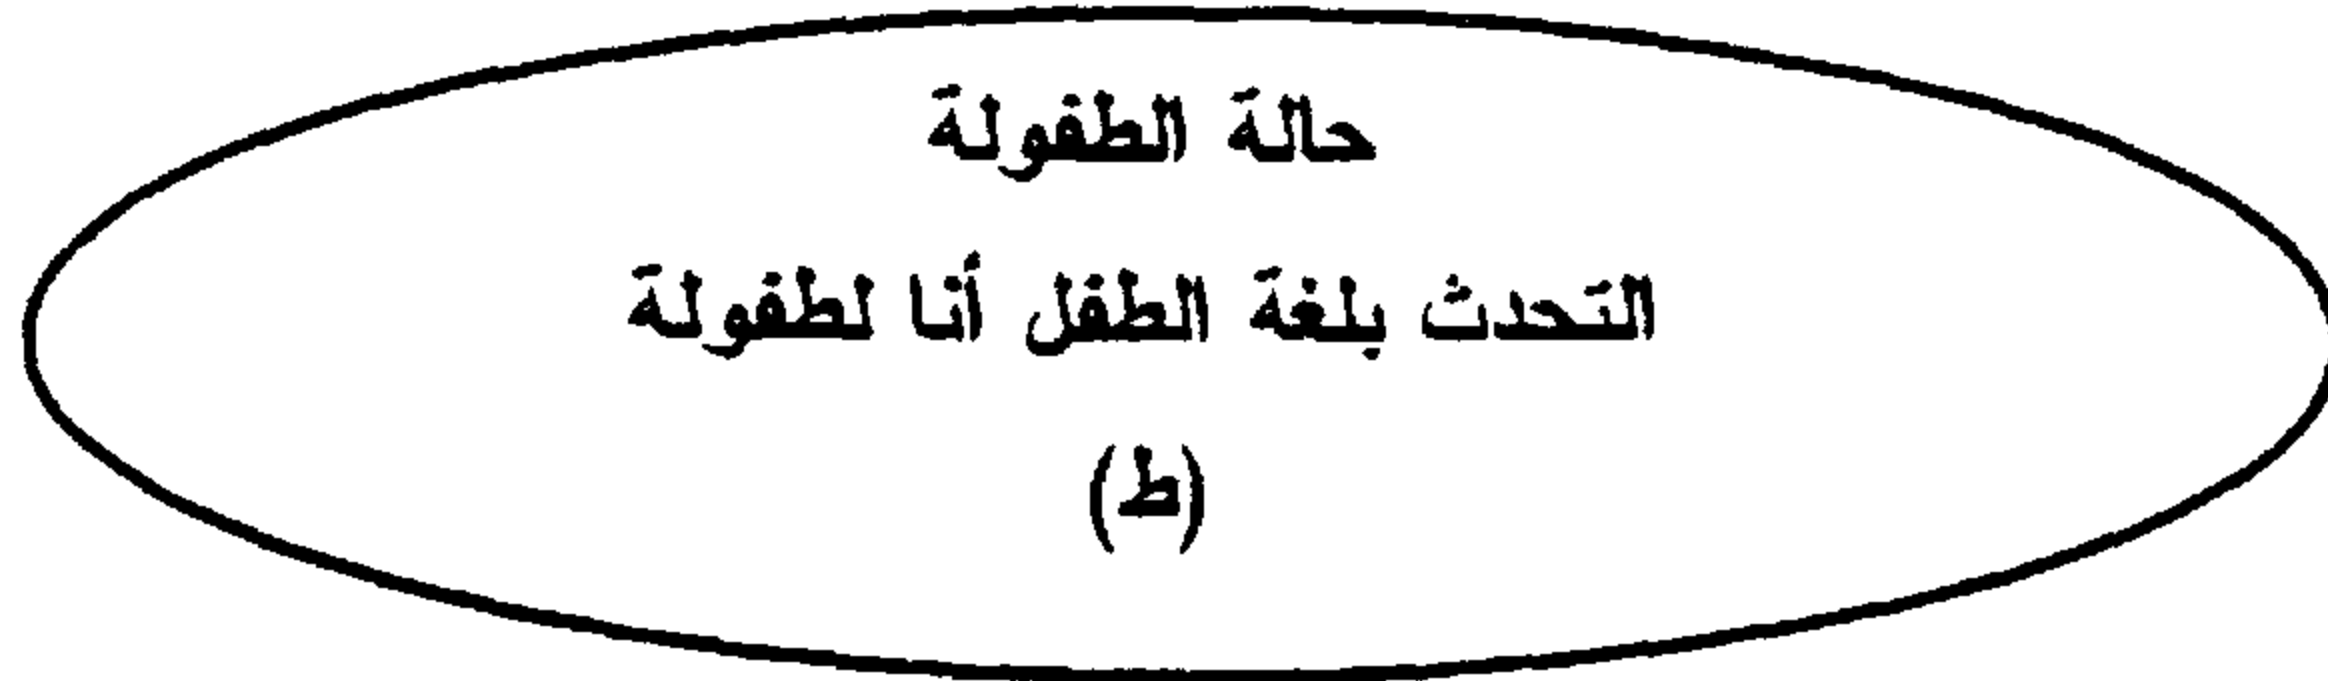 حالة الطفولة
التحدث بلغة الطفل أنا لطفولة
(ط)